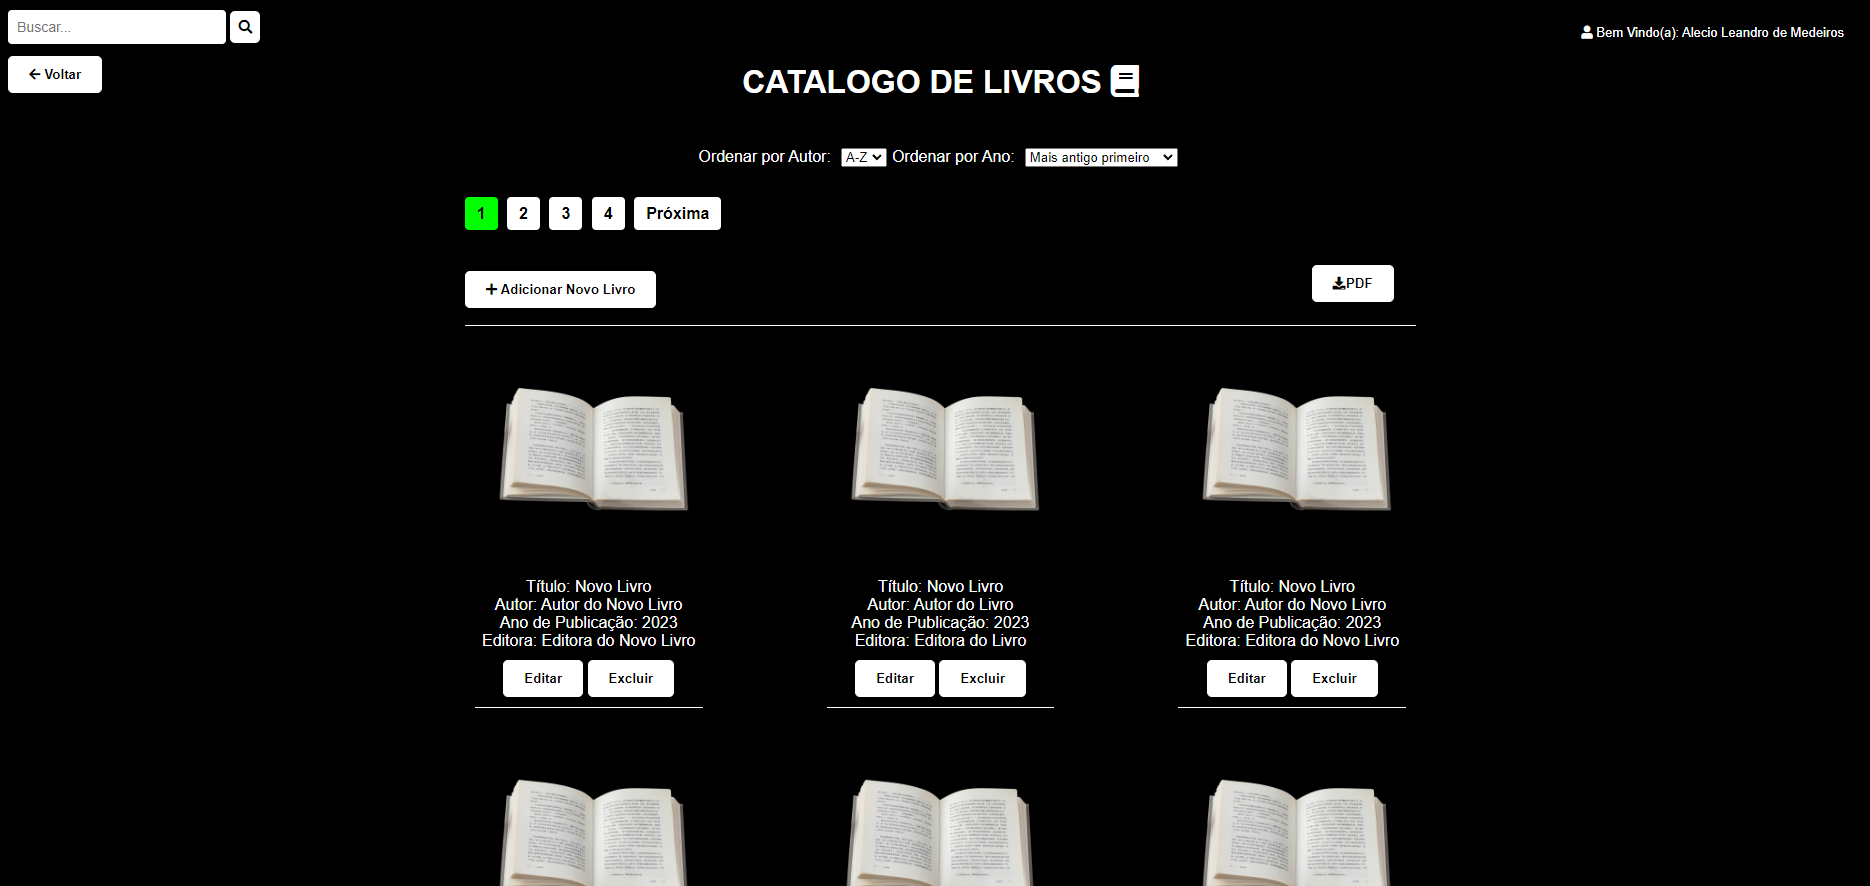 Buscar...
Bem Vindo(a): Alecio Leandro de Medeiros
Voltar
CATALOGO DE LIVROS
Ordenar por Autor: A-Z Ordenar por Ano: Mais antigo primeiro
1 2 3 4 Próxima
Adicionar Novo Livro
PDF
Título: Novo Livro
Autor: Autor do Novo Livro
Ano de Publicação: 2023
Editora: Editora do Novo Livro
Editar Excluir
Título: Novo Livro
Autor: Autor do Livro
Ano de Publicação: 2023
Editora: Editora do Livro
Editar Excluir
Título: Novo Livro
Autor: Autor do Novo Livro
Ano de Publicação: 2023
Editora: Editora do Novo Livro
Editar Excluir